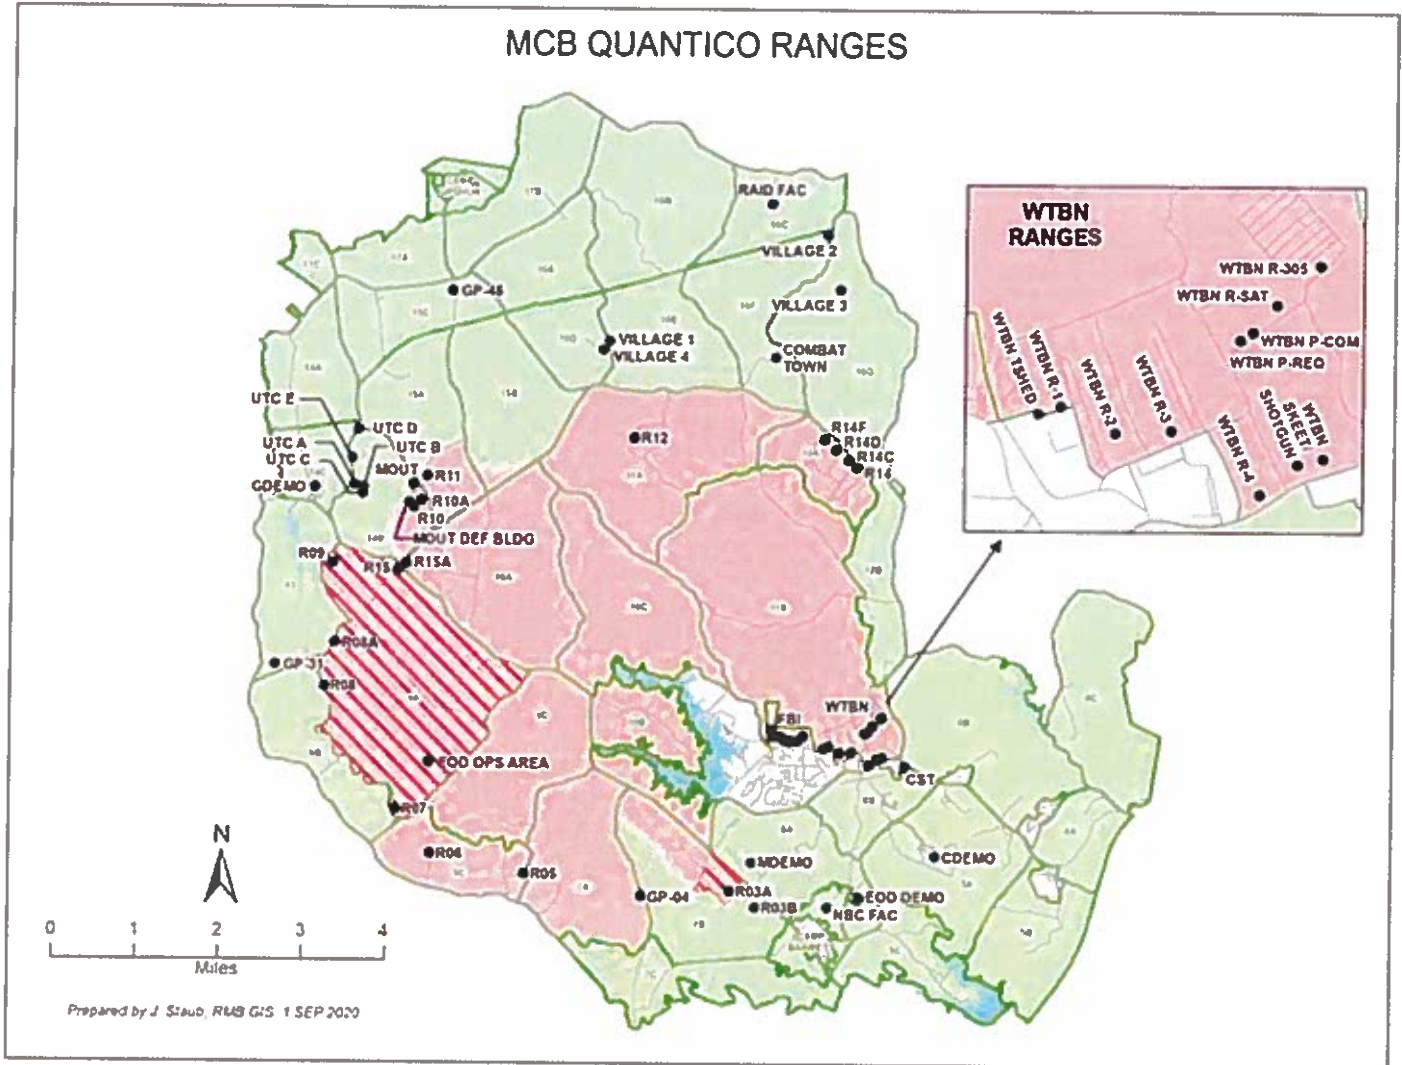 MCB QUANTICO RANGES
RAID FAC
VILLAGE 2
GP-48
VILLAGE 3
VILLAGE 1
VILLAGE 4
COMBAT
TOWN
UTC E
UTC D
UTC A
UTC B
UTC C
MOUT
GDEMO
R11
R10A
R10
MOUT DEF BLDG
R12
R14F
R14D
R14C
R14
R09
R15
R15A
R08A
GP-31
R08
EOD OPS AREA
R07
R06
R05
GP-04
R03A
R03B
MDEMO
CDEMO
EOD DEMO
NBC FAC
FBI
WTBN
CST
WTBN
RANGES
WTBN R-305
WTBN R-SAT
WTBN P-COM
WTBN P-REQ
WTBN TSHED
WTBN R-1
WTBN R-2
WTBN R-3
WTBN R-4
WTBN
SKEET/
SHOTGUN
N
0 1 2 3 4
Miles
Prepared by J. Staub, RMB GIS 1 SEP 2020